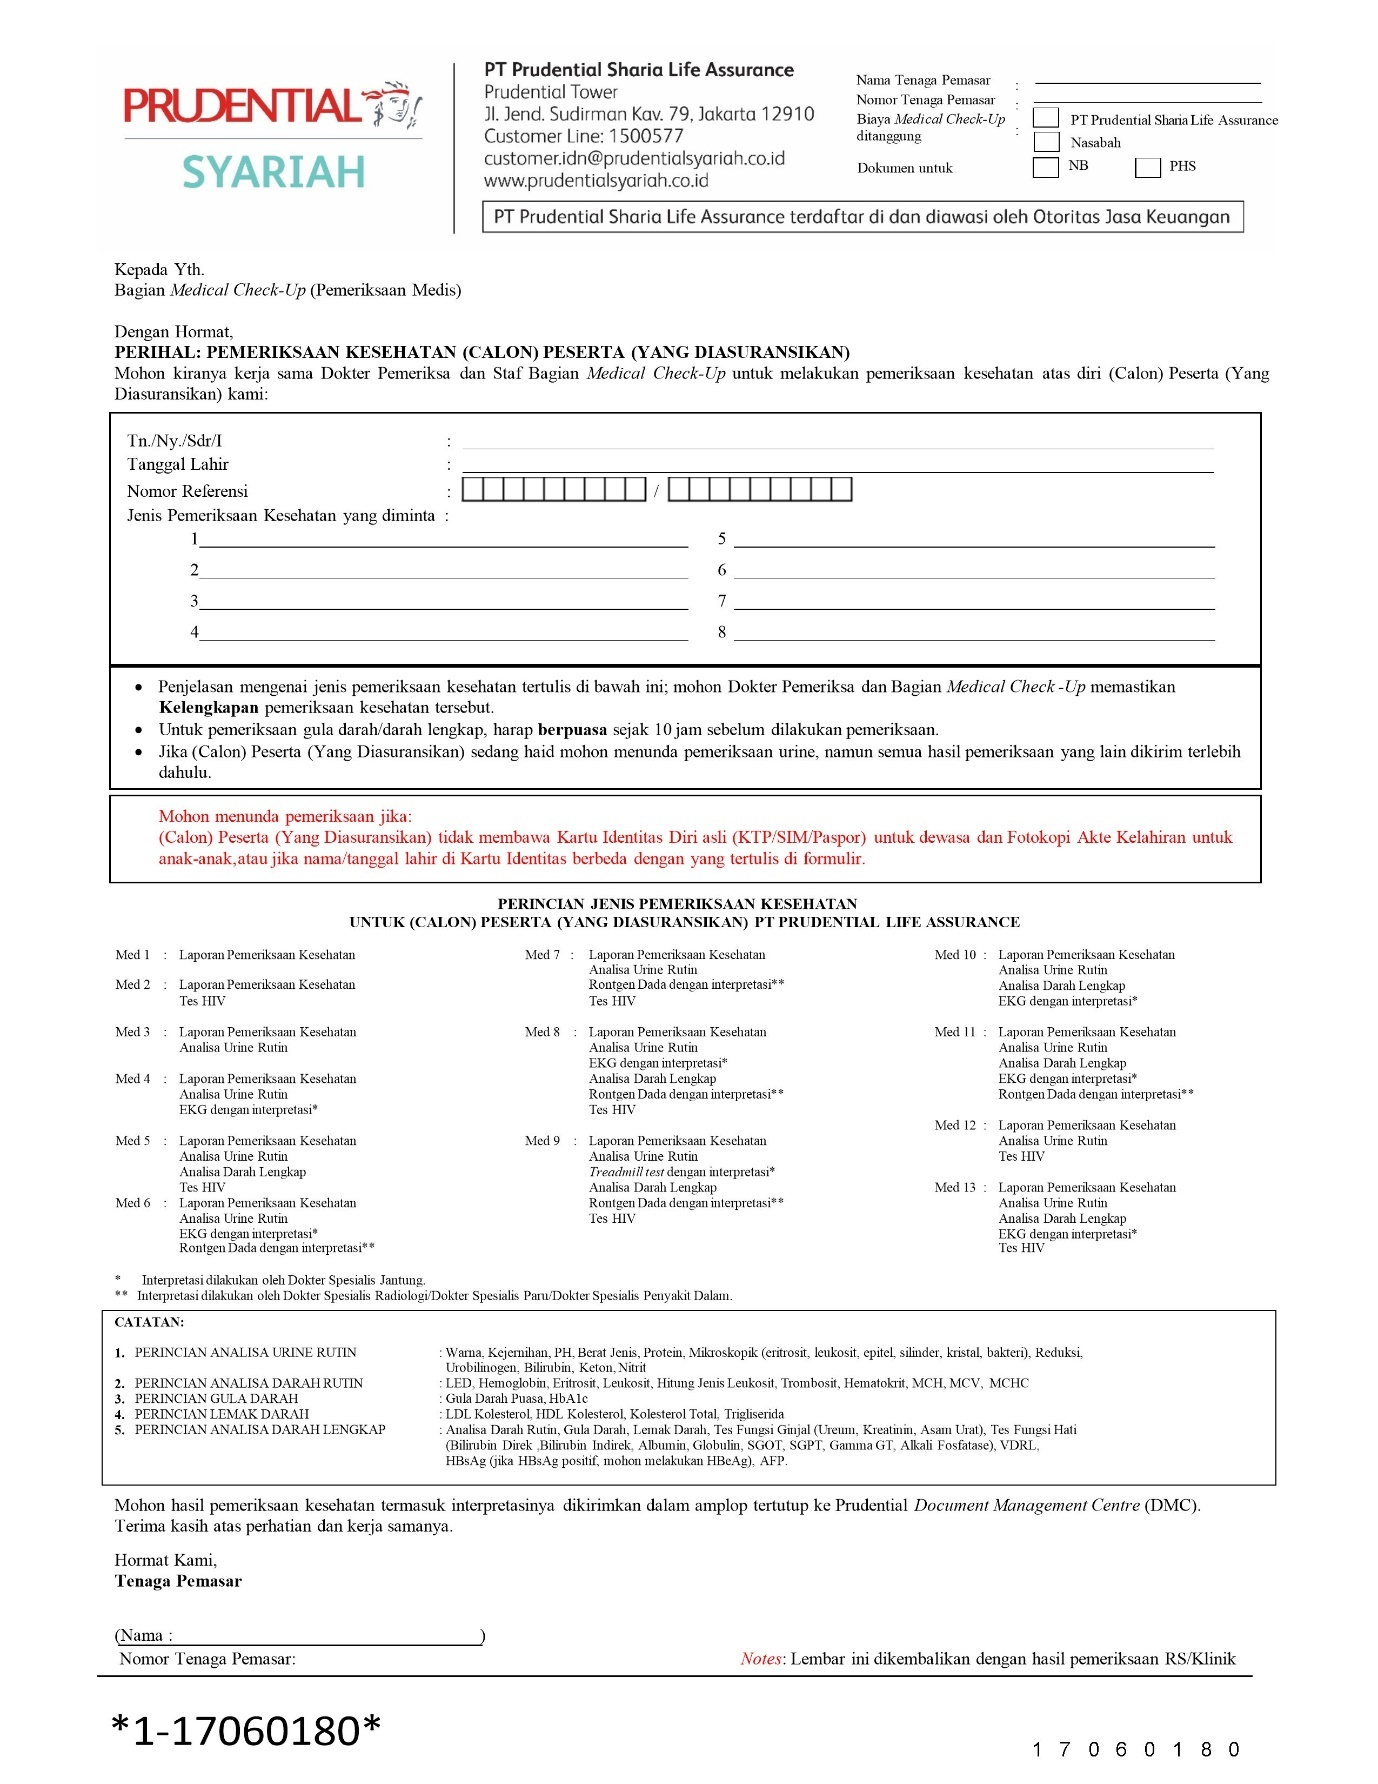 PRUDENTIAL
SYARIAH
PT Prudential Sharia Life Assurance
Prudential Tower
Jl. Jend. Sudirman Kav. 79, Jakarta 12910
Customer Line: 1500577
customer.idn@prudentialsyariah.co.id
www.prudentialsyariah.co.id
Nama Tenaga Pemasar :
Nomor Tenaga Pemasar :
Biaya Medical Check-Up ditanggung : PT Prudential Sharia Life Assurance
Nasabah
Dokumen untuk NB PHS
PT Prudential Sharia Life Assurance terdaftar di dan diawasi oleh Otoritas Jasa Keuangan
Kepada Yth.
Bagian Medical Check-Up (Pemeriksaan Medis)
Dengan Hormat,
PERIHAL: PEMERIKSAAN KESEHATAN (CALON) PESERTA (YANG DIASURANSIKAN)
Mohon kiranya kerja sama Dokter Pemeriksa dan Staf Bagian Medical Check-Up untuk melakukan pemeriksaan kesehatan atas diri (Calon) Peserta (Yang
Diasuransikan) kami:
Tn./Ny./Sdr/I :
Tanggal Lahir :
Nomor Referensi : /
Jenis Pemeriksaan Kesehatan yang diminta :
1 5
2 6
3 7
4 8
• Penjelasan mengenai jenis pemeriksaan kesehatan tertulis di bawah ini; mohon Dokter Pemeriksa dan Bagian Medical Check -Up memastikan
Kelengkapan pemeriksaan kesehatan tersebut.
• Untuk pemeriksaan gula darah/darah lengkap, harap berpuasa sejak 10 jam sebelum dilakukan pemeriksaan.
• Jika (Calon) Peserta (Yang Diasuransikan) sedang haid mohon menunda pemeriksaan urine, namun semua hasil pemeriksaan yang lain dikirim terlebih
dahulu.
Mohon menunda pemeriksaan jika:
(Calon) Peserta (Yang Diasuransikan) tidak membawa Kartu Identitas Diri asli (KTP/SIM/Paspor) untuk dewasa dan Fotokopi Akte Kelahiran untuk
anak-anak,atau jika nama/tanggal lahir di Kartu Identitas berbeda dengan yang tertulis di formulir.
PERINCIAN JENIS PEMERIKSAAN KESEHATAN
UNTUK (CALON) PESERTA (YANG DIASURANSIKAN) PT PRUDENTIAL LIFE ASSURANCE
Med 1 : Laporan Pemeriksaan Kesehatan
Med 2 : Laporan Pemeriksaan Kesehatan
Tes HIV
Med 3 : Laporan Pemeriksaan Kesehatan
Analisa Urine Rutin
Med 4 : Laporan Pemeriksaan Kesehatan
Analisa Urine Rutin
EKG dengan interpretasi*
Med 5 : Laporan Pemeriksaan Kesehatan
Analisa Urine Rutin
Analisa Darah Lengkap
Tes HIV
Med 6 : Laporan Pemeriksaan Kesehatan
Analisa Urine Rutin
EKG dengan interpretasi*
Rontgen Dada dengan interpretasi**
Med 7 : Laporan Pemeriksaan Kesehatan
Analisa Urine Rutin
Rontgen Dada dengan interpretasi**
Tes HIV
Med 8 : Laporan Pemeriksaan Kesehatan
Analisa Urine Rutin
EKG dengan interpretasi*
Analisa Darah Lengkap
Rontgen Dada dengan interpretasi**
Tes HIV
Med 9 : Laporan Pemeriksaan Kesehatan
Analisa Urine Rutin
Treadmill test dengan interpretasi*
Analisa Darah Lengkap
Rontgen Dada dengan interpretasi**
Tes HIV
Med 10 : Laporan Pemeriksaan Kesehatan
Analisa Urine Rutin
Analisa Darah Lengkap
EKG dengan interpretasi*
Med 11 : Laporan Pemeriksaan Kesehatan
Analisa Urine Rutin
Analisa Darah Lengkap
EKG dengan interpretasi*
Rontgen Dada dengan interpretasi**
Med 12 : Laporan Pemeriksaan Kesehatan
Analisa Urine Rutin
Tes HIV
Med 13 : Laporan Pemeriksaan Kesehatan
Analisa Urine Rutin
Analisa Darah Lengkap
EKG dengan interpretasi*
Tes HIV
* Interpretasi dilakukan oleh Dokter Spesialis Jantung.
** Interpretasi dilakukan oleh Dokter Spesialis Radiologi/Dokter Spesialis Paru/Dokter Spesialis Penyakit Dalam.
CATATAN:
1. PERINCIAN ANALISA URINE RUTIN : Warna, Kejernihan, PH, Berat Jenis, Protein, Mikroskopik (eritrosit, leukosit, epitel, silinder, kristal, bakteri), Reduksi,
Urobilinogen, Bilirubin, Keton, Nitrit
2. PERINCIAN ANALISA DARAH RUTIN : LED, Hemoglobin, Eritrosit, Leukosit, Hitung Jenis Leukosit, Trombosit, Hematokrit, MCH, MCV, MCHC
3. PERINCIAN GULA DARAH : Gula Darah Puasa, HbA1c
4. PERINCIAN LEMAK DARAH : LDL Kolesterol, HDL Kolesterol, Kolesterol Total, Trigliserida
5. PERINCIAN ANALISA DARAH LENGKAP : Analisa Darah Rutin, Gula Darah, Lemak Darah, Tes Fungsi Ginjal (Ureum, Kreatinin, Asam Urat), Tes Fungsi Hati
(Bilirubin Direk ,Bilirubin Indirek, Albumin, Globulin, SGOT, SGPT, Gamma GT, Alkali Fosfatase), VDRL,
HBsAg (jika HBsAg positif, mohon melakukan HBeAg), AFP.
Mohon hasil pemeriksaan kesehatan termasuk interpretasinya dikirimkan dalam amplop tertutup ke Prudential Document Management Centre (DMC).
Terima kasih atas perhatian dan kerja samanya.
Hormat Kami,
Tenaga Pemasar
(Nama : )
Nomor Tenaga Pemasar:
Notes: Lembar ini dikembalikan dengan hasil pemeriksaan RS/Klinik
*1-17060180*
1 7 0 6 0 1 8 0